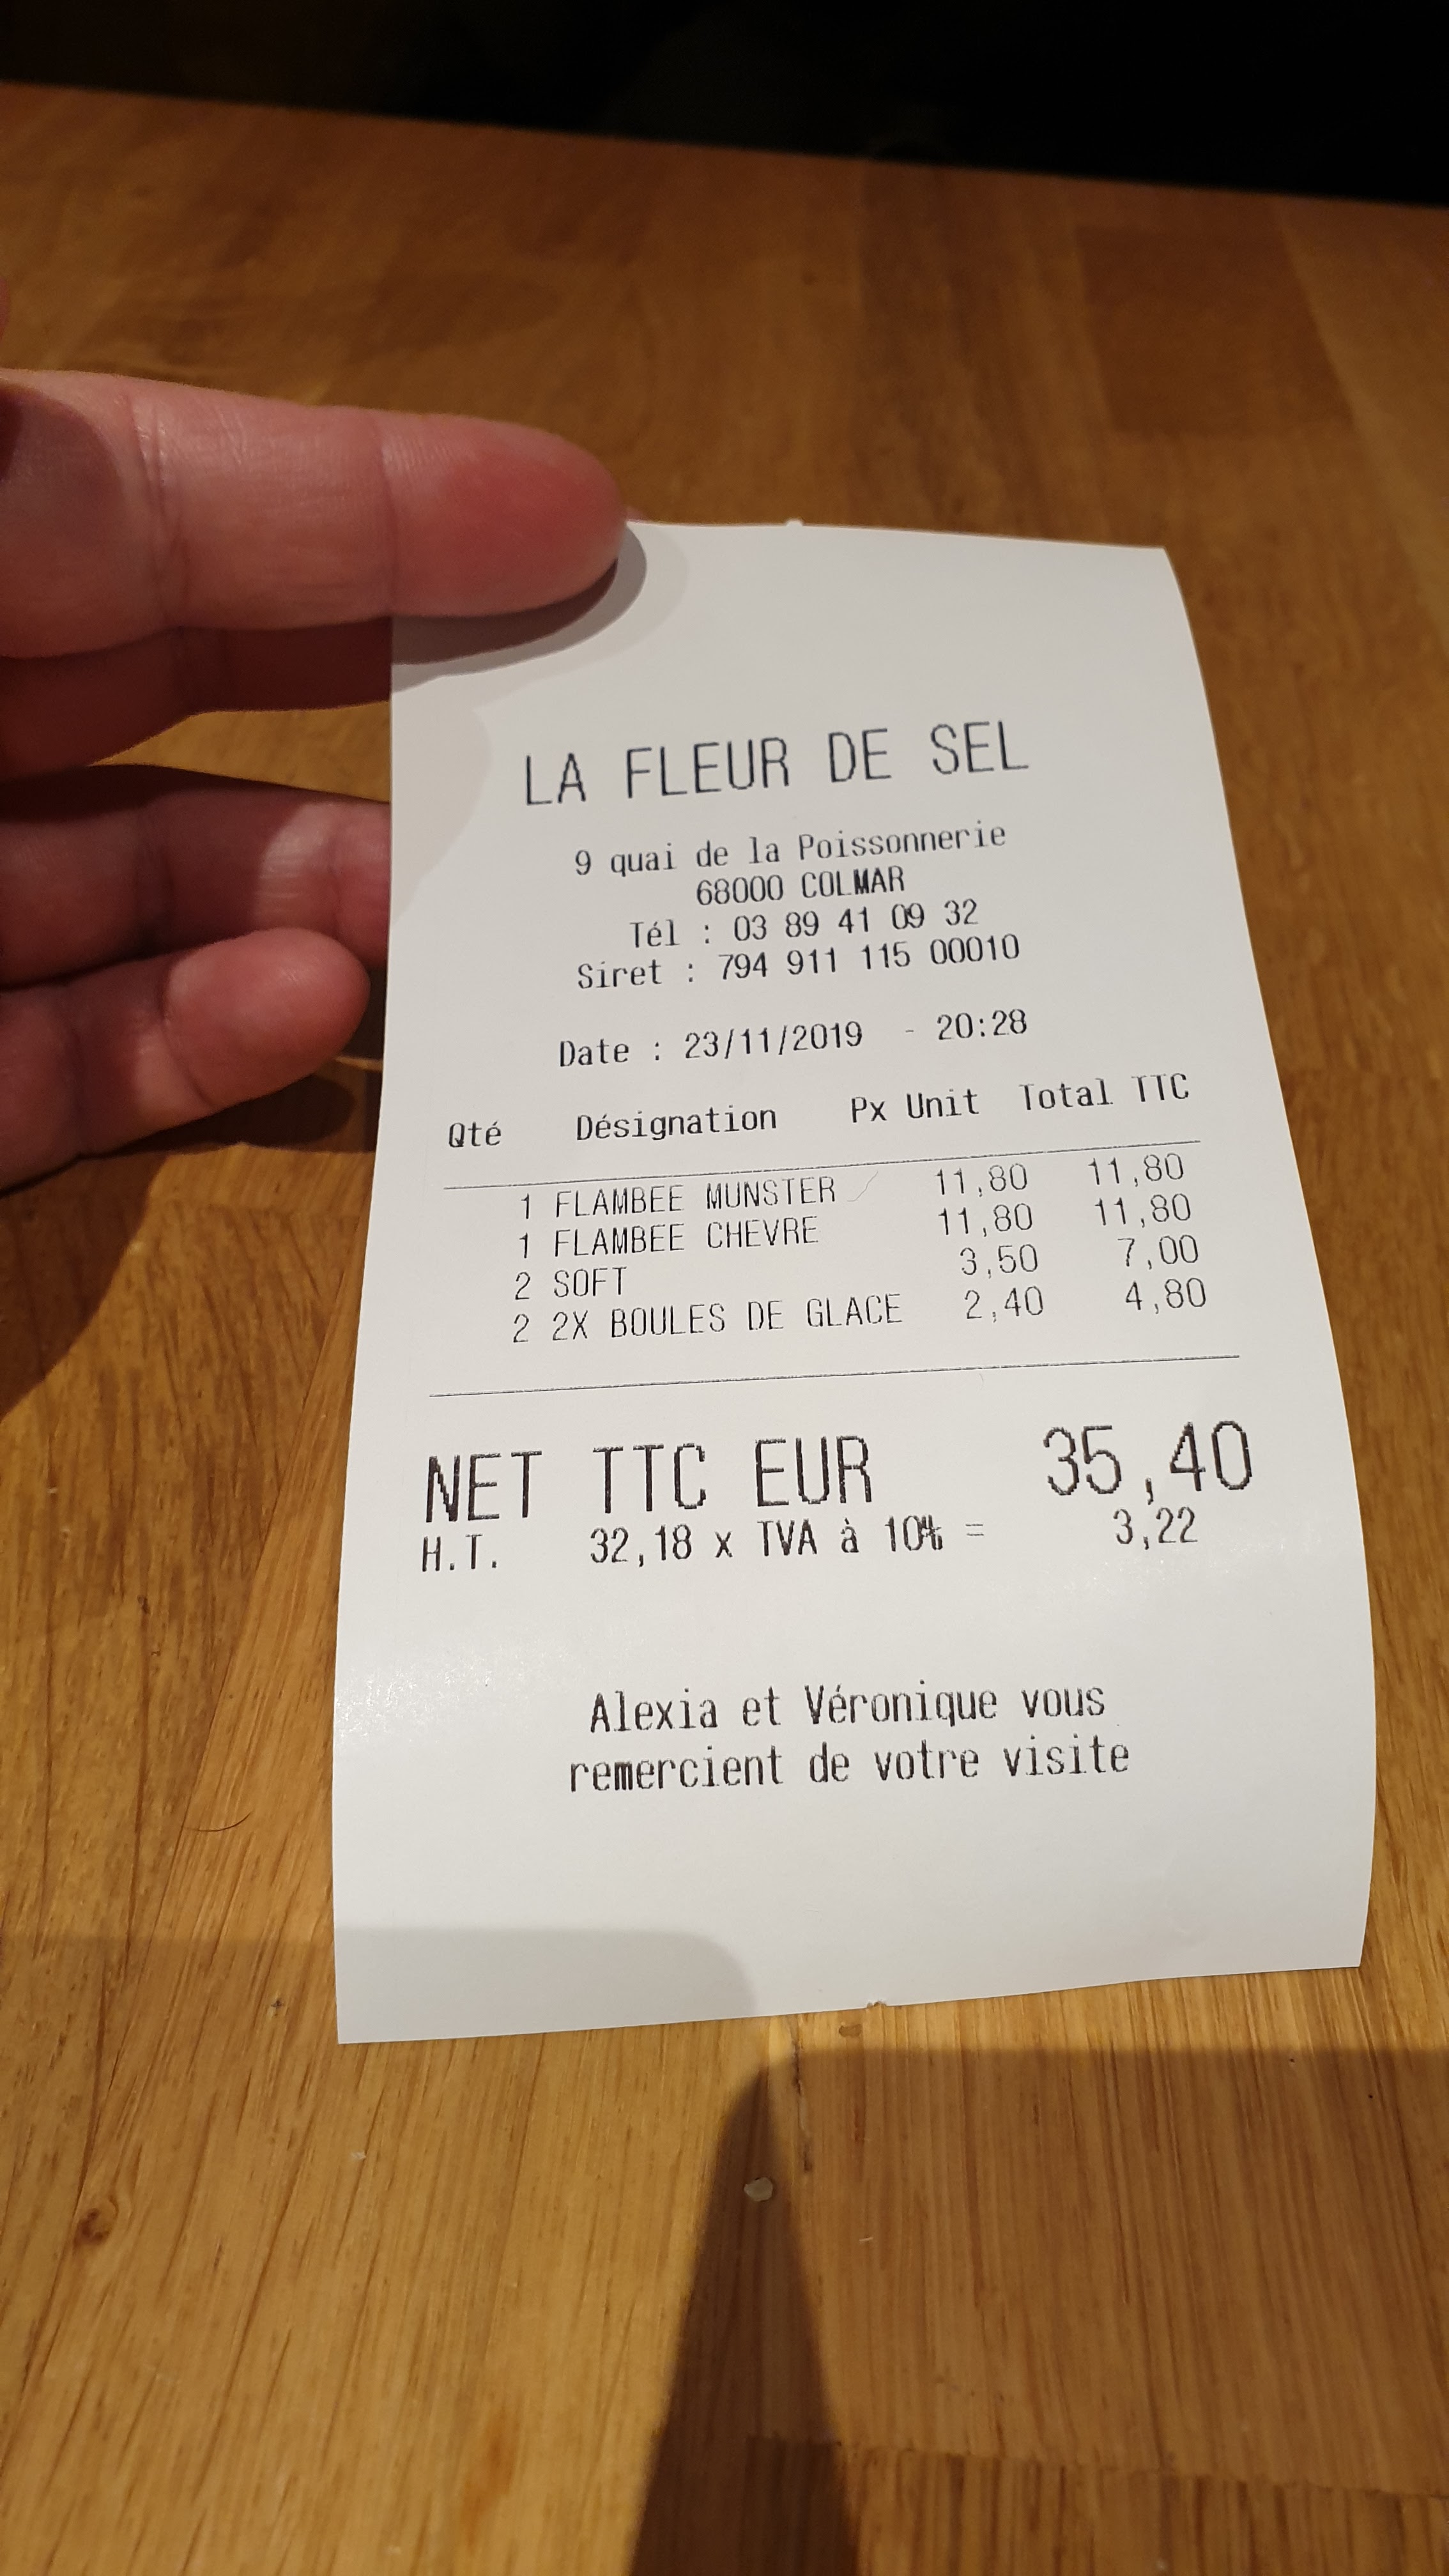 LA FLEUR DE SEL
9 quai de la Poissonnerie
68000 COLMAR
Tél : 03 89 41 09 32
Siret : 794 911 115 00010
Date : 23/11/2019 - 20:28
Qté Désignation Px Unit Total TTC
1 FLAMBEE MUNSTER 11,80 11,80
1 FLAMBEE CHEVRE 11,80 11,80
2 SOFT 3,50 7,00
2 2X BOULES DE GLACE 2,40 4,80
NET TTC EUR 35,40
H.T. 32,18 x TVA à 10% = 3,22
Alexia et Véronique vous
remercient de votre visite